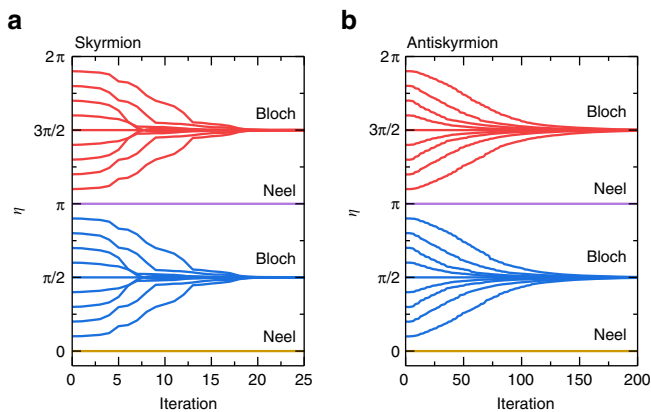 a
Skyrmion
2π
3π/2
π
π/2
0
η
Bloch
Neel
Bloch
Neel
0 5 10 15 20 25
Iteration
b
Antiskyrmion
2π
3π/2
π
π/2
0
η
Bloch
Neel
Bloch
Neel
0 50 100 150 200
Iteration